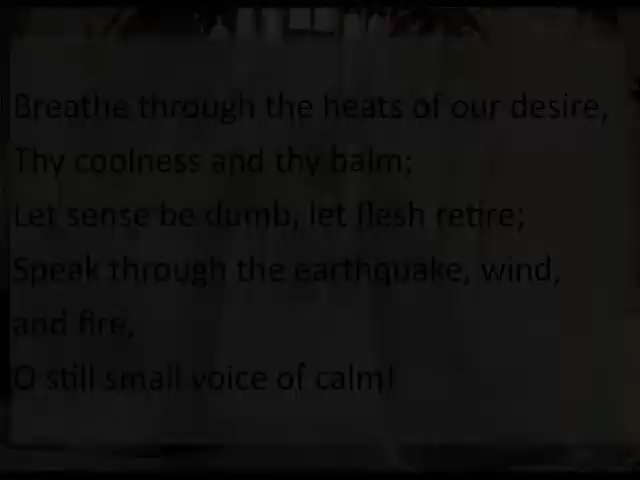 Breathe through the heats of our desire,
Thy coolness and thy balm;
Let sense be dumb, let flesh retire;
Speak through the earthquake, wind,
and fire,
O still small voice of calm!